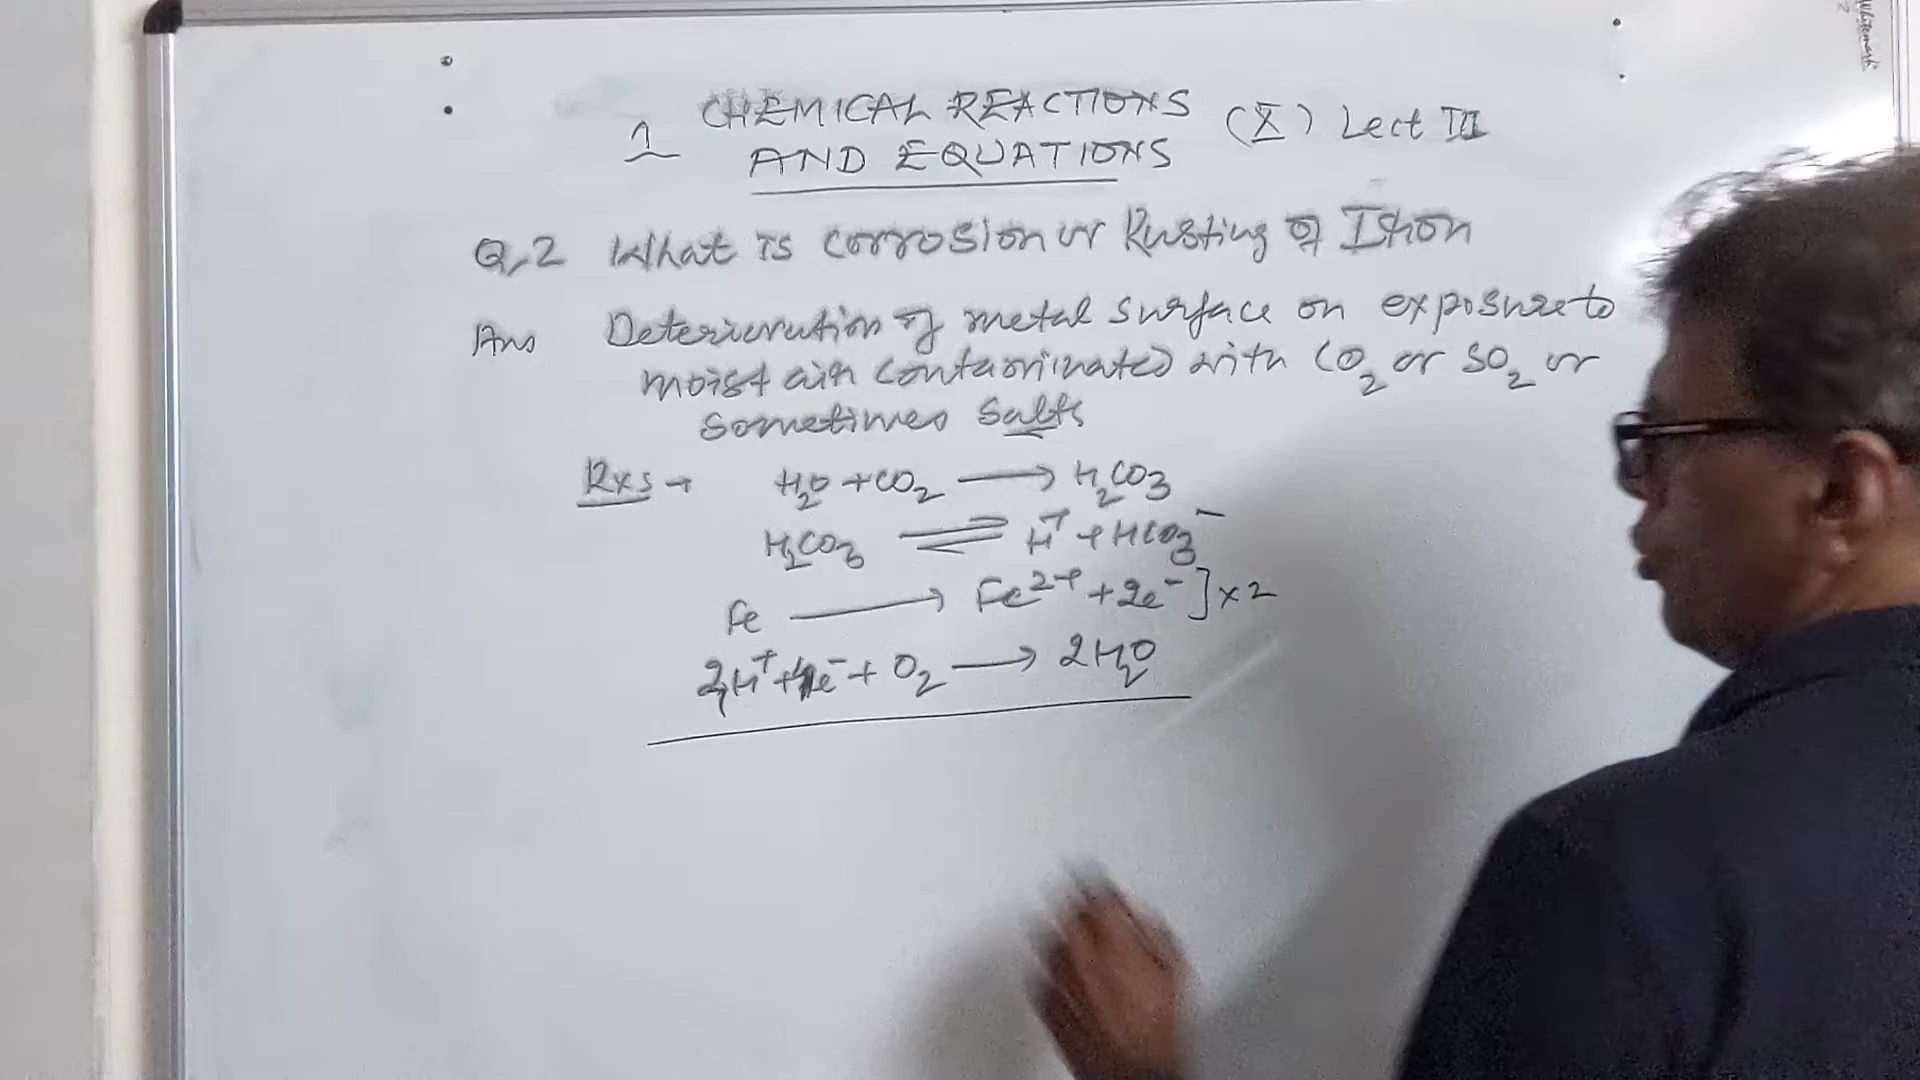 1 CHEMICAL REACTIONS AND EQUATIONS (X) Lect III
Q.2 What is corrosion or Rusting of Iron
Ans Deterioration of metal surface on exposure to
moist air contaminated with CO₂ or SO₂ or
sometimes salts
Rxs → H₂O + CO₂ ⟶ H₂CO₃
H₂CO₃ ⇌ H⁺ + HCO₃⁻
Fe ⟶ Fe²⁺ + 2e⁻ ] × 2
H⁺ + 4e⁻ + O₂ ⟶ 2H₂O